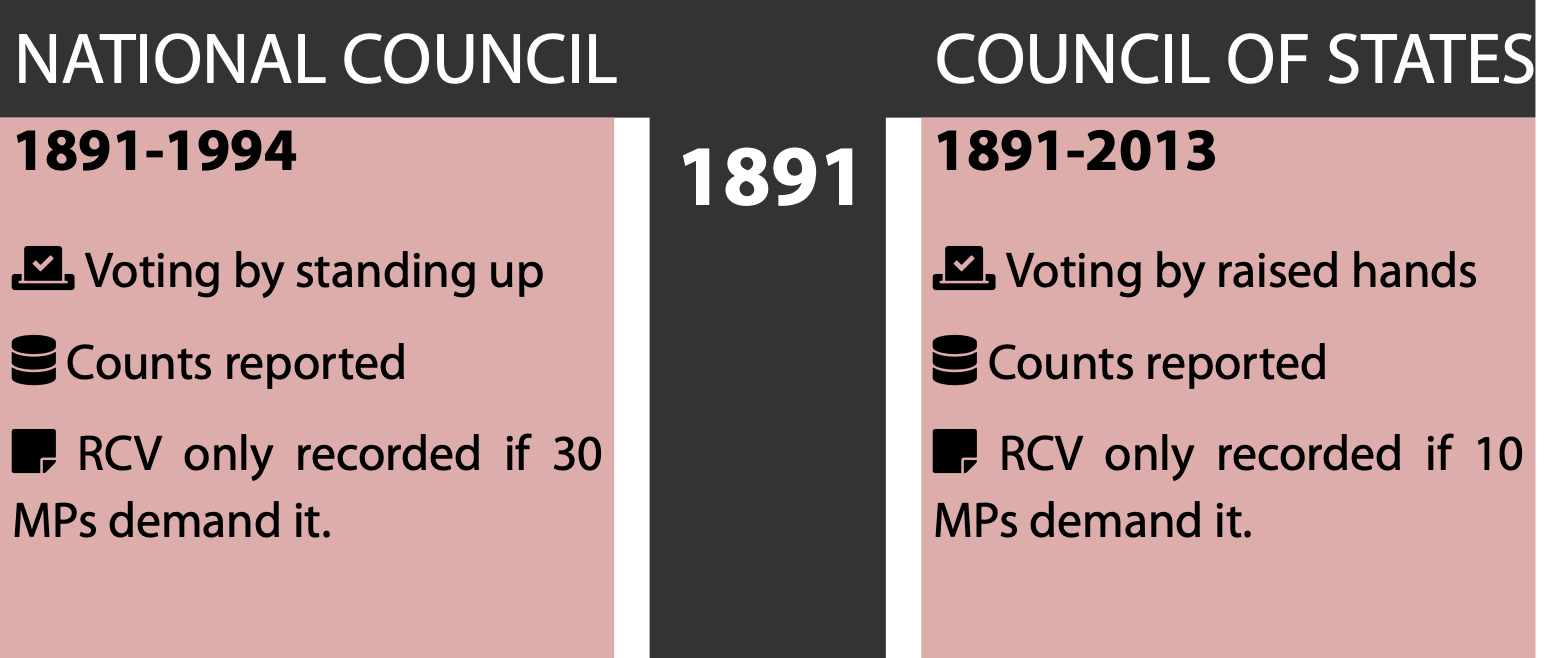 NATIONAL COUNCIL
1891-1994
Voting by standing up
Counts reported
RCV only recorded if 30
MPs demand it.
1891
COUNCIL OF STATES
1891-2013
Voting by raised hands
Counts reported
RCV only recorded if 10
MPs demand it.